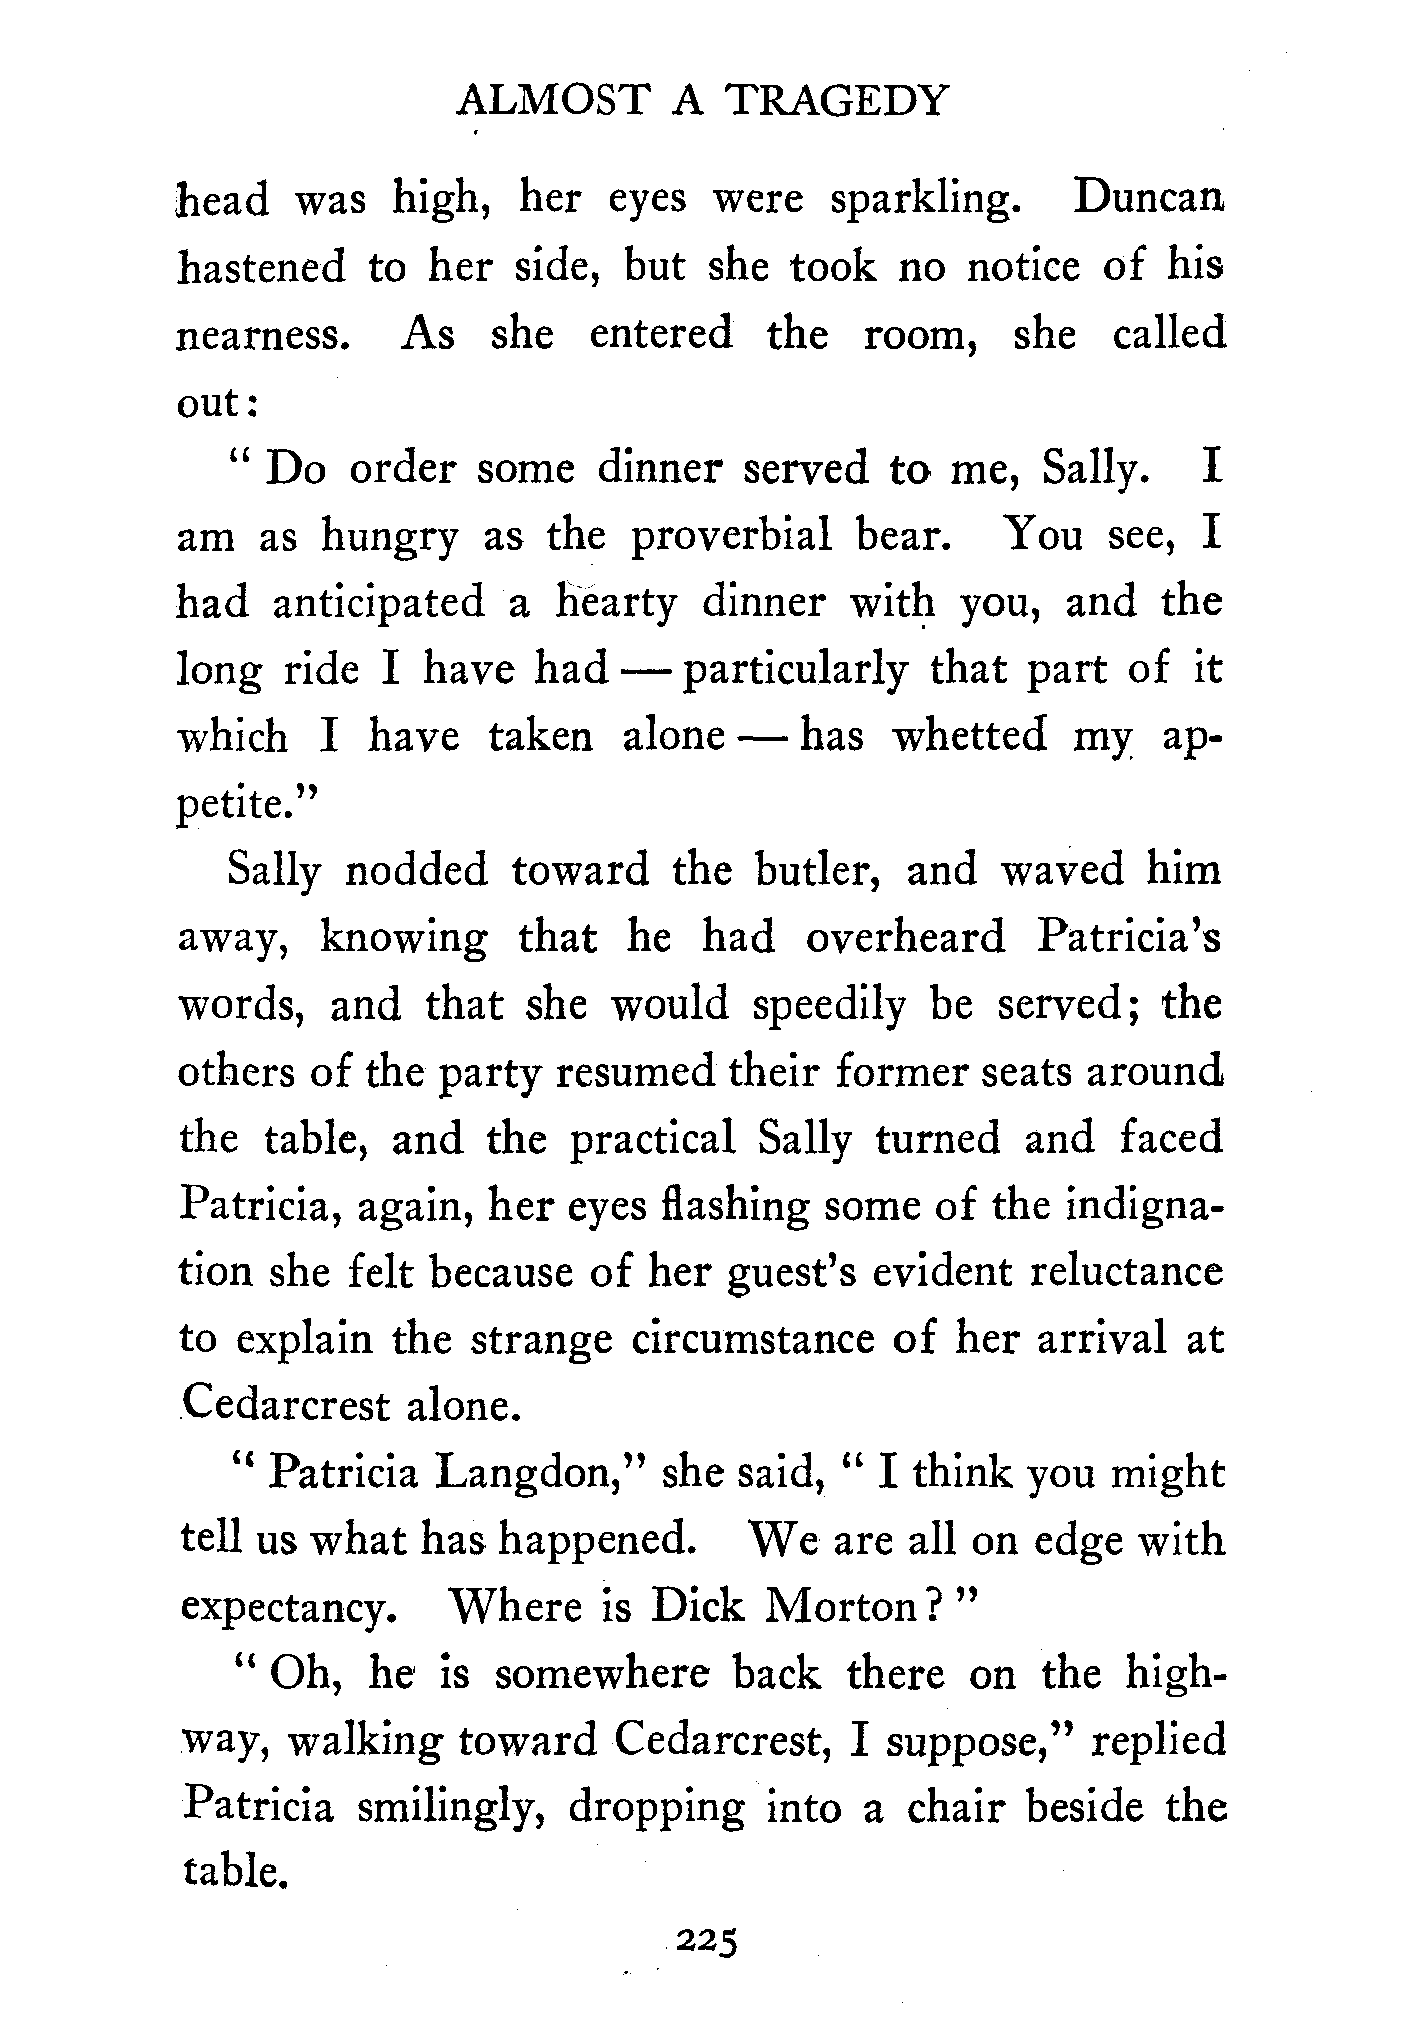 ALMOST A TRAGEDY
head was high, her eyes were sparkling. Duncan
hastened to her side, but she took no notice of his
nearness. As she entered the room, she called
out:
" Do order some dinner served to me, Sally. I
am as hungry as the proverbial bear. You see, I
had anticipated a hearty dinner with you, and the
long ride I have had — particularly that part of it
which I have taken alone — has whetted my ap-
petite."
Sally nodded toward the butler, and waved him
away, knowing that he had overheard Patricia's
words, and that she would speedily be served; the
others of the party resumed their former seats around
the table, and the practical Sally turned and faced
Patricia, again, her eyes flashing some of the indigna-
tion she felt because of her guest's evident reluctance
to explain the strange circumstance of her arrival at
Cedarcrest alone.
" Patricia Langdon," she said, " I think you might
tell us what has happened. We are all on edge with
expectancy. Where is Dick Morton? "
" Oh, he is somewhere back there on the high-
way, walking toward Cedarcrest, I suppose," replied
Patricia smilingly, dropping into a chair beside the
table.
225